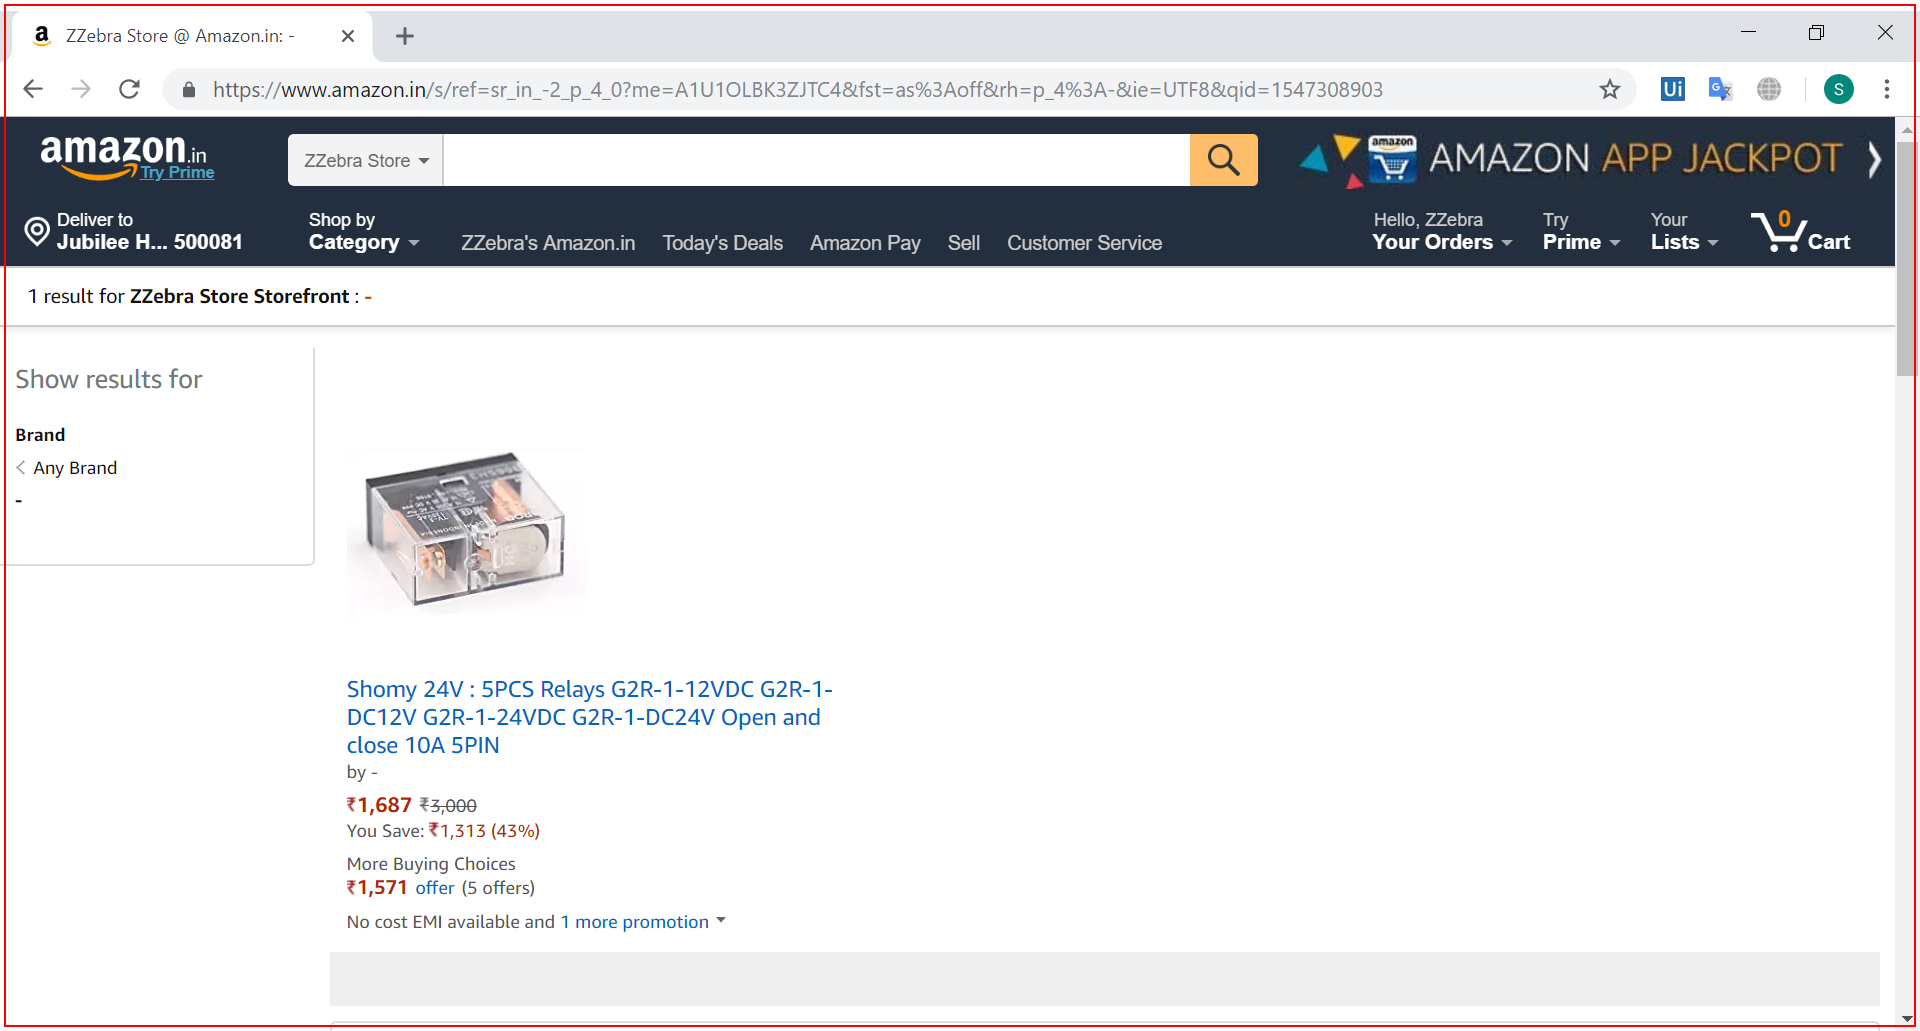 ZZebra Store @ Amazon.in: -
https://www.amazon.in/s/ref=sr_in_-2_p_4_0?me=A1U1OLBK3ZJTC4&fst=as%3Aoff&rh=p_4%3A-&ie=UTF8&qid=1547308903
Ui
G
S
amazon.in
Try Prime
ZZebra Store
amazon
AMAZON APP JACKPOT
Deliver to
Jubilee H... 500081
Shop by
Category
ZZebra's Amazon.in
Today's Deals
Amazon Pay
Sell
Customer Service
Hello, ZZebra
Your Orders
Try
Prime
Your
Lists
0
Cart
1 result for ZZebra Store Storefront : -
Show results for
Brand
Any Brand
-
Shomy 24V : 5PCS Relays G2R-1-12VDC G2R-1-
DC12V G2R-1-24VDC G2R-1-DC24V Open and
close 10A 5PIN
by -
₹1,687 ₹3,000
You Save: ₹1,313 (43%)
More Buying Choices
₹1,571 offer (5 offers)
No cost EMI available and 1 more promotion